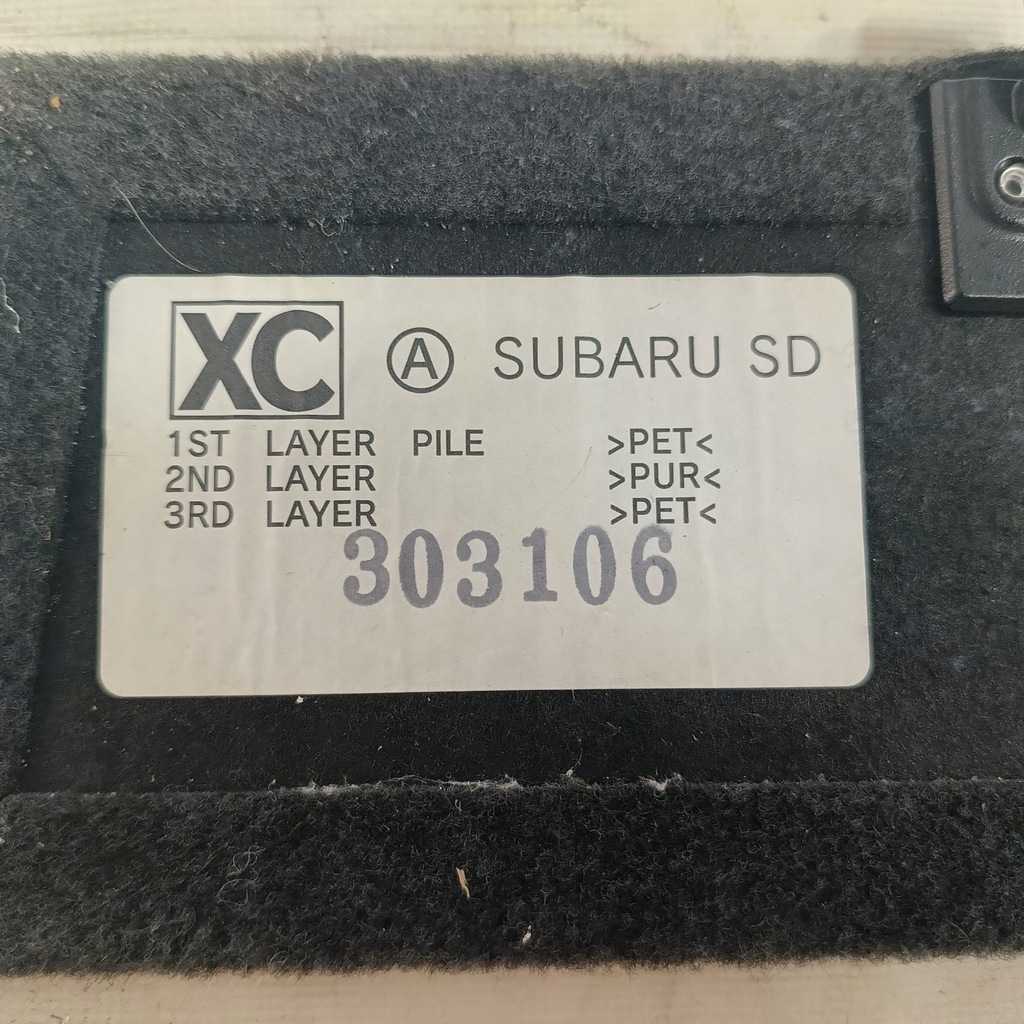 XC Ⓐ SUBARU SD
1ST LAYER PILE >PET<
2ND LAYER >PUR<
3RD LAYER >PET<
303106